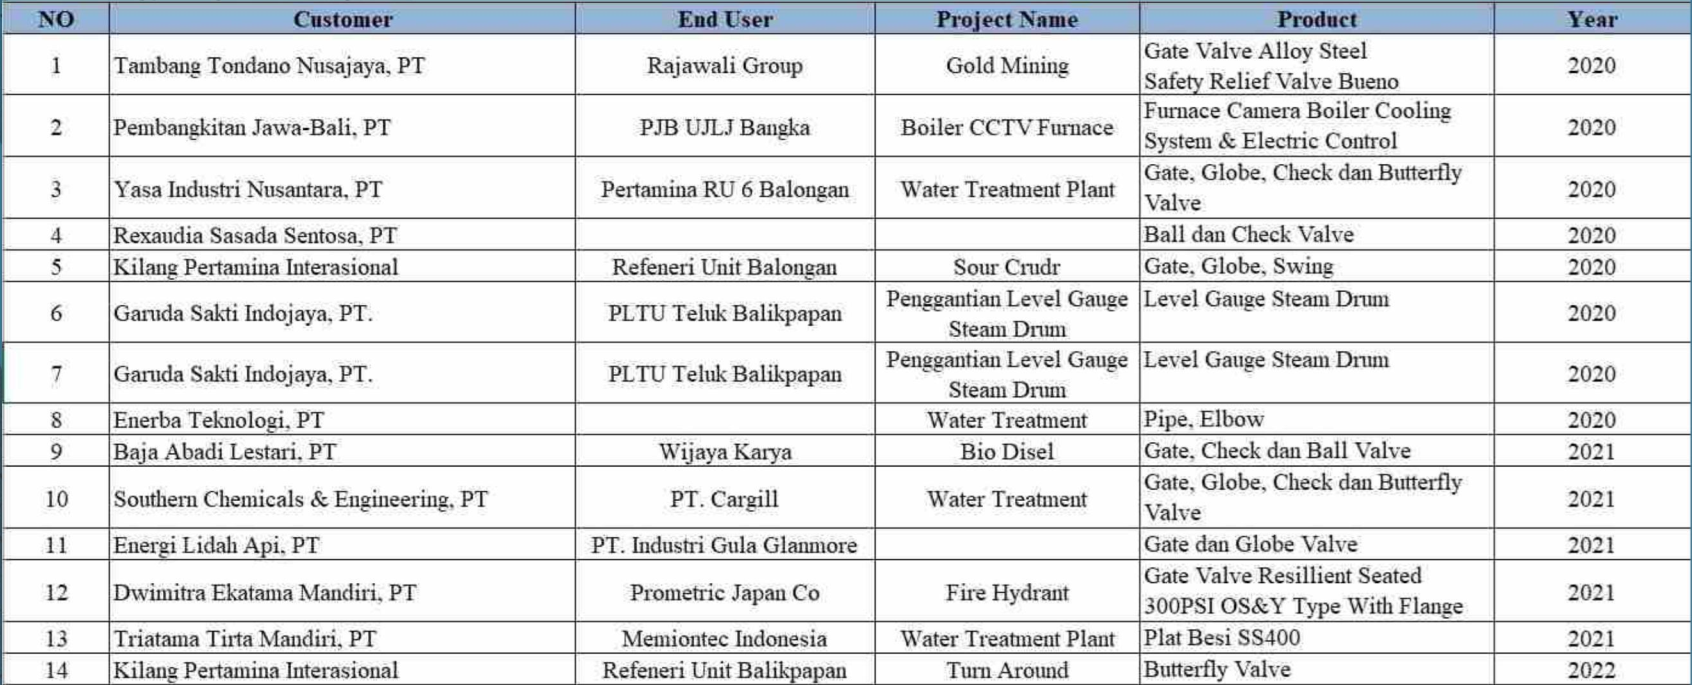 NO Customer End User Project Name Product Year
1 Tambang Tondano Nusajaya, PT Rajawali Group Gold Mining Gate Valve Alloy Steel 2020
Safety Relief Valve Bueno
2 Pembangkitan Jawa-Bali, PT PJB UJLJ Bangka Boiler CCTV Furnace Furnace Camera Boiler Cooling 2020
System & Electric Control
3 Yasa Industri Nusantara, PT Pertamina RU 6 Balongan Water Treatment Plant Gate, Globe, Check dan Butterfly 2020
Valve
4 Rexaudia Sasada Sentosa, PT Ball dan Check Valve 2020
5 Kilang Pertamina Interasional Refeneri Unit Balongan Sour Crudr Gate, Globe, Swing 2020
6 Garuda Sakti Indojaya, PT. PLTU Teluk Balikpapan Penggantian Level Gauge Level Gauge Steam Drum 2020
Steam Drum
7 Garuda Sakti Indojaya, PT. PLTU Teluk Balikpapan Penggantian Level Gauge Level Gauge Steam Drum 2020
Steam Drum
8 Enerba Teknologi, PT Water Treatment Pipe, Elbow 2020
9 Baja Abadi Lestari, PT Wijaya Karya Bio Disel Gate, Check dan Ball Valve 2021
10 Southern Chemicals & Engineering, PT PT. Cargill Water Treatment Gate, Globe, Check dan Butterfly 2021
Valve
11 Energi Lidah Api, PT PT. Industri Gula Glanmore Gate dan Globe Valve 2021
12 Dwimitra Ekatama Mandiri, PT Prometric Japan Co Fire Hydrant Gate Valve Resillient Seated 2021
300PSI OS&Y Type With Flange
13 Triatama Tirta Mandiri, PT Memiontec Indonesia Water Treatment Plant Plat Besi SS400 2021
14 Kilang Pertamina Interasional Refeneri Unit Balikpapan Turn Around Butterfly Valve 2022